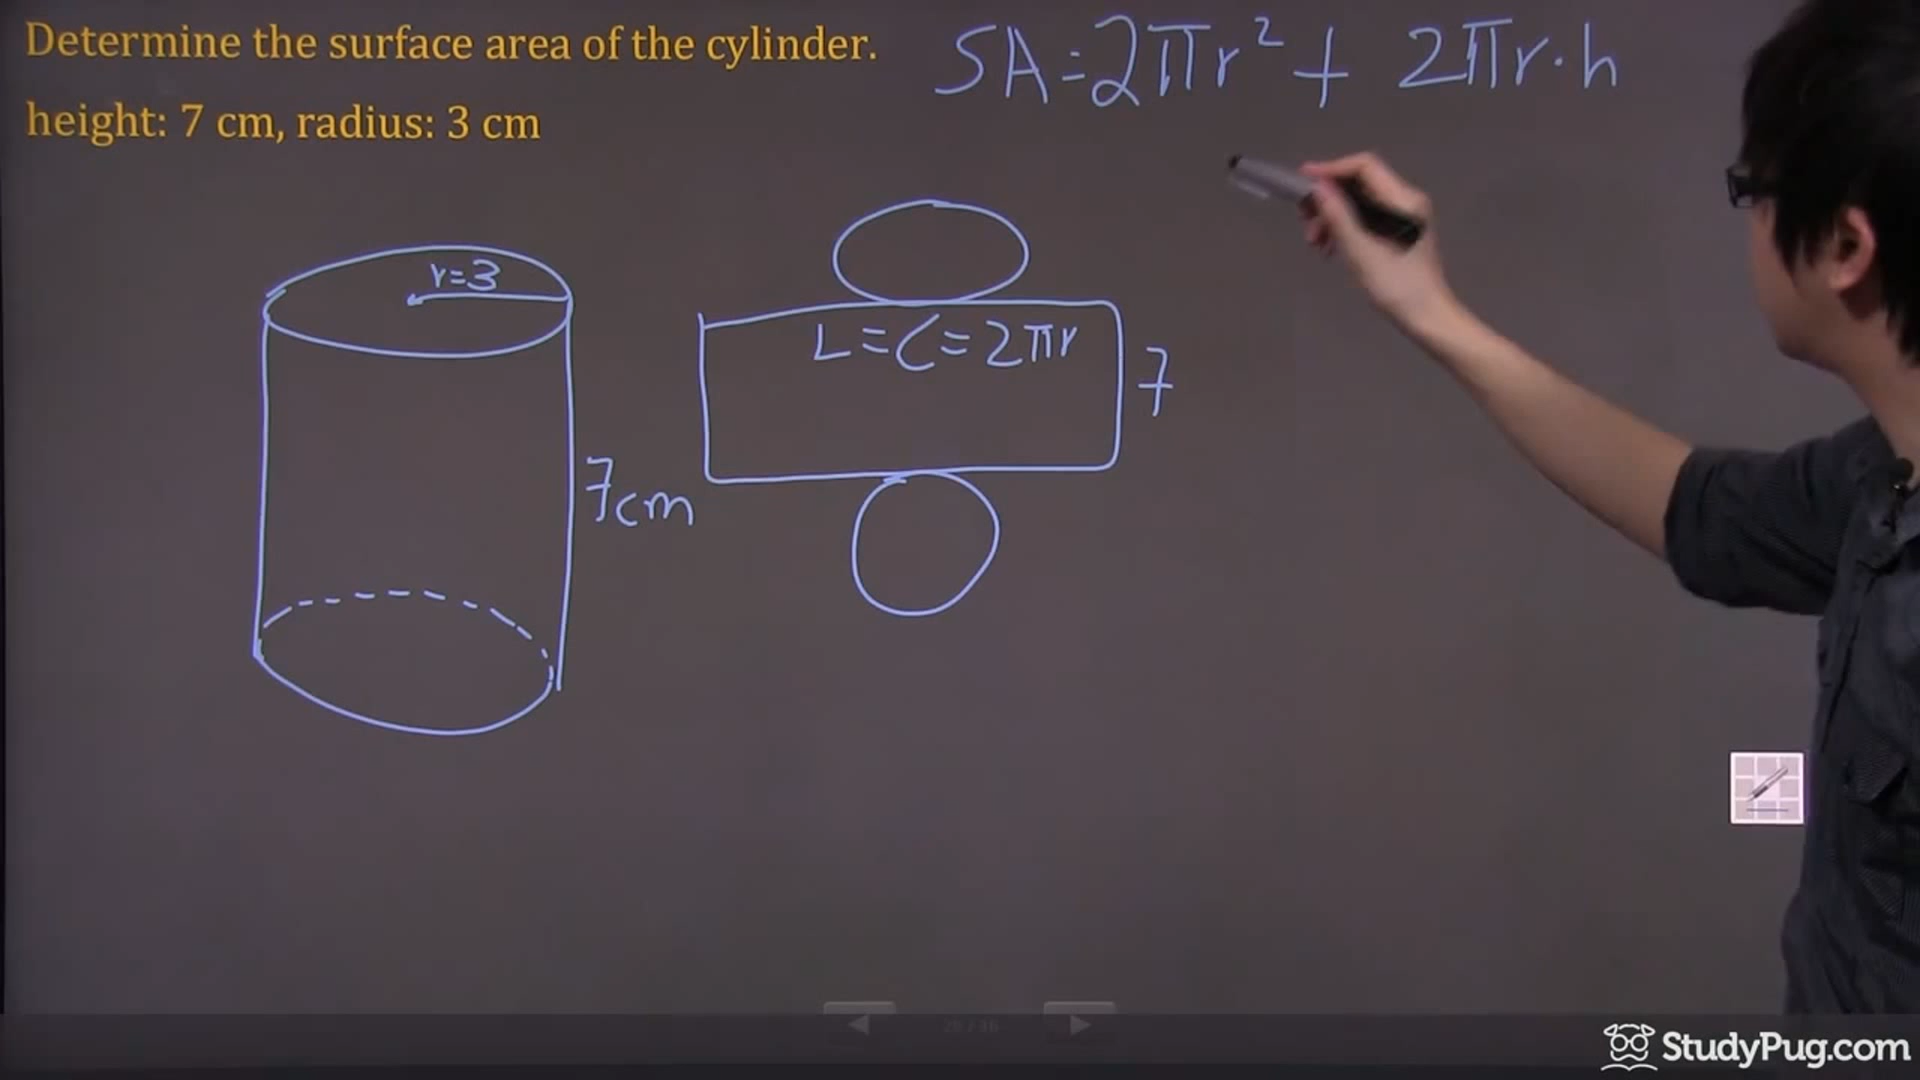 Determine the surface area of the cylinder.
height: 7 cm, radius: 3 cm
SA=2πr²+ 2πr·h
r=3
7cm
L=C=2πr
7
StudyPug.com